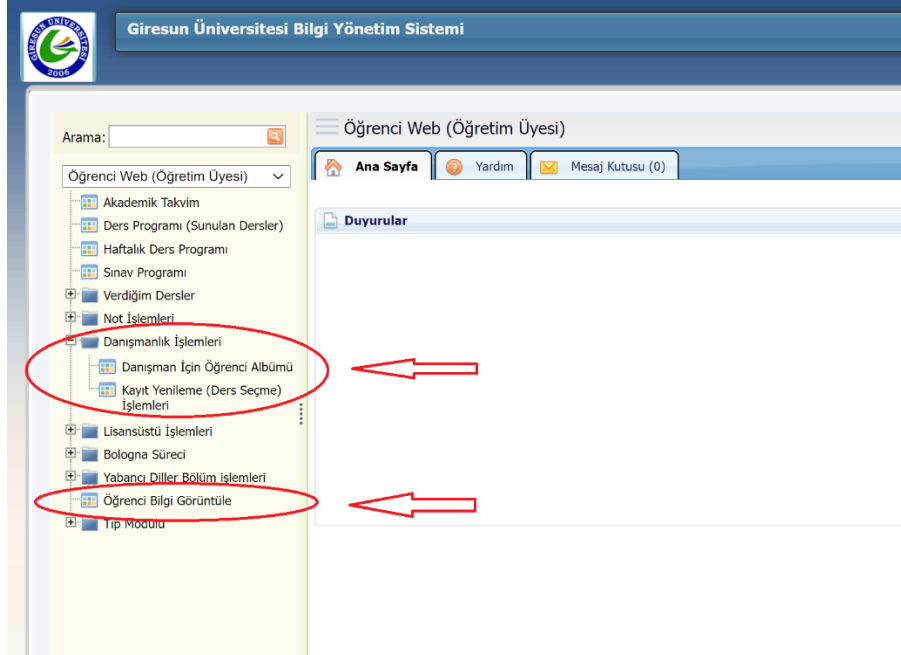 GİRESUN ÜNİVERSİTESİ
2006
Giresun Üniversitesi Bilgi Yönetim Sistemi
Arama:
Öğrenci Web (Öğretim Üyesi)
Akademik Takvim
Ders Programı (Sunulan Dersler)
Haftalık Ders Programı
Sınav Programı
Verdiğim Dersler
Not İşlemleri
Danışmanlık İşlemleri
Danışman İçin Öğrenci Albümü
Kayıt Yenileme (Ders Seçme)
İşlemleri
Lisansüstü İşlemleri
Bologna Süreci
Yabancı Diller Bölüm işlemleri
Öğrenci Bilgi Görüntüle
Tıp Modülü
Öğrenci Web (Öğretim Üyesi)
Ana Sayfa Yardım Mesaj Kutusu (0)
Duyurular